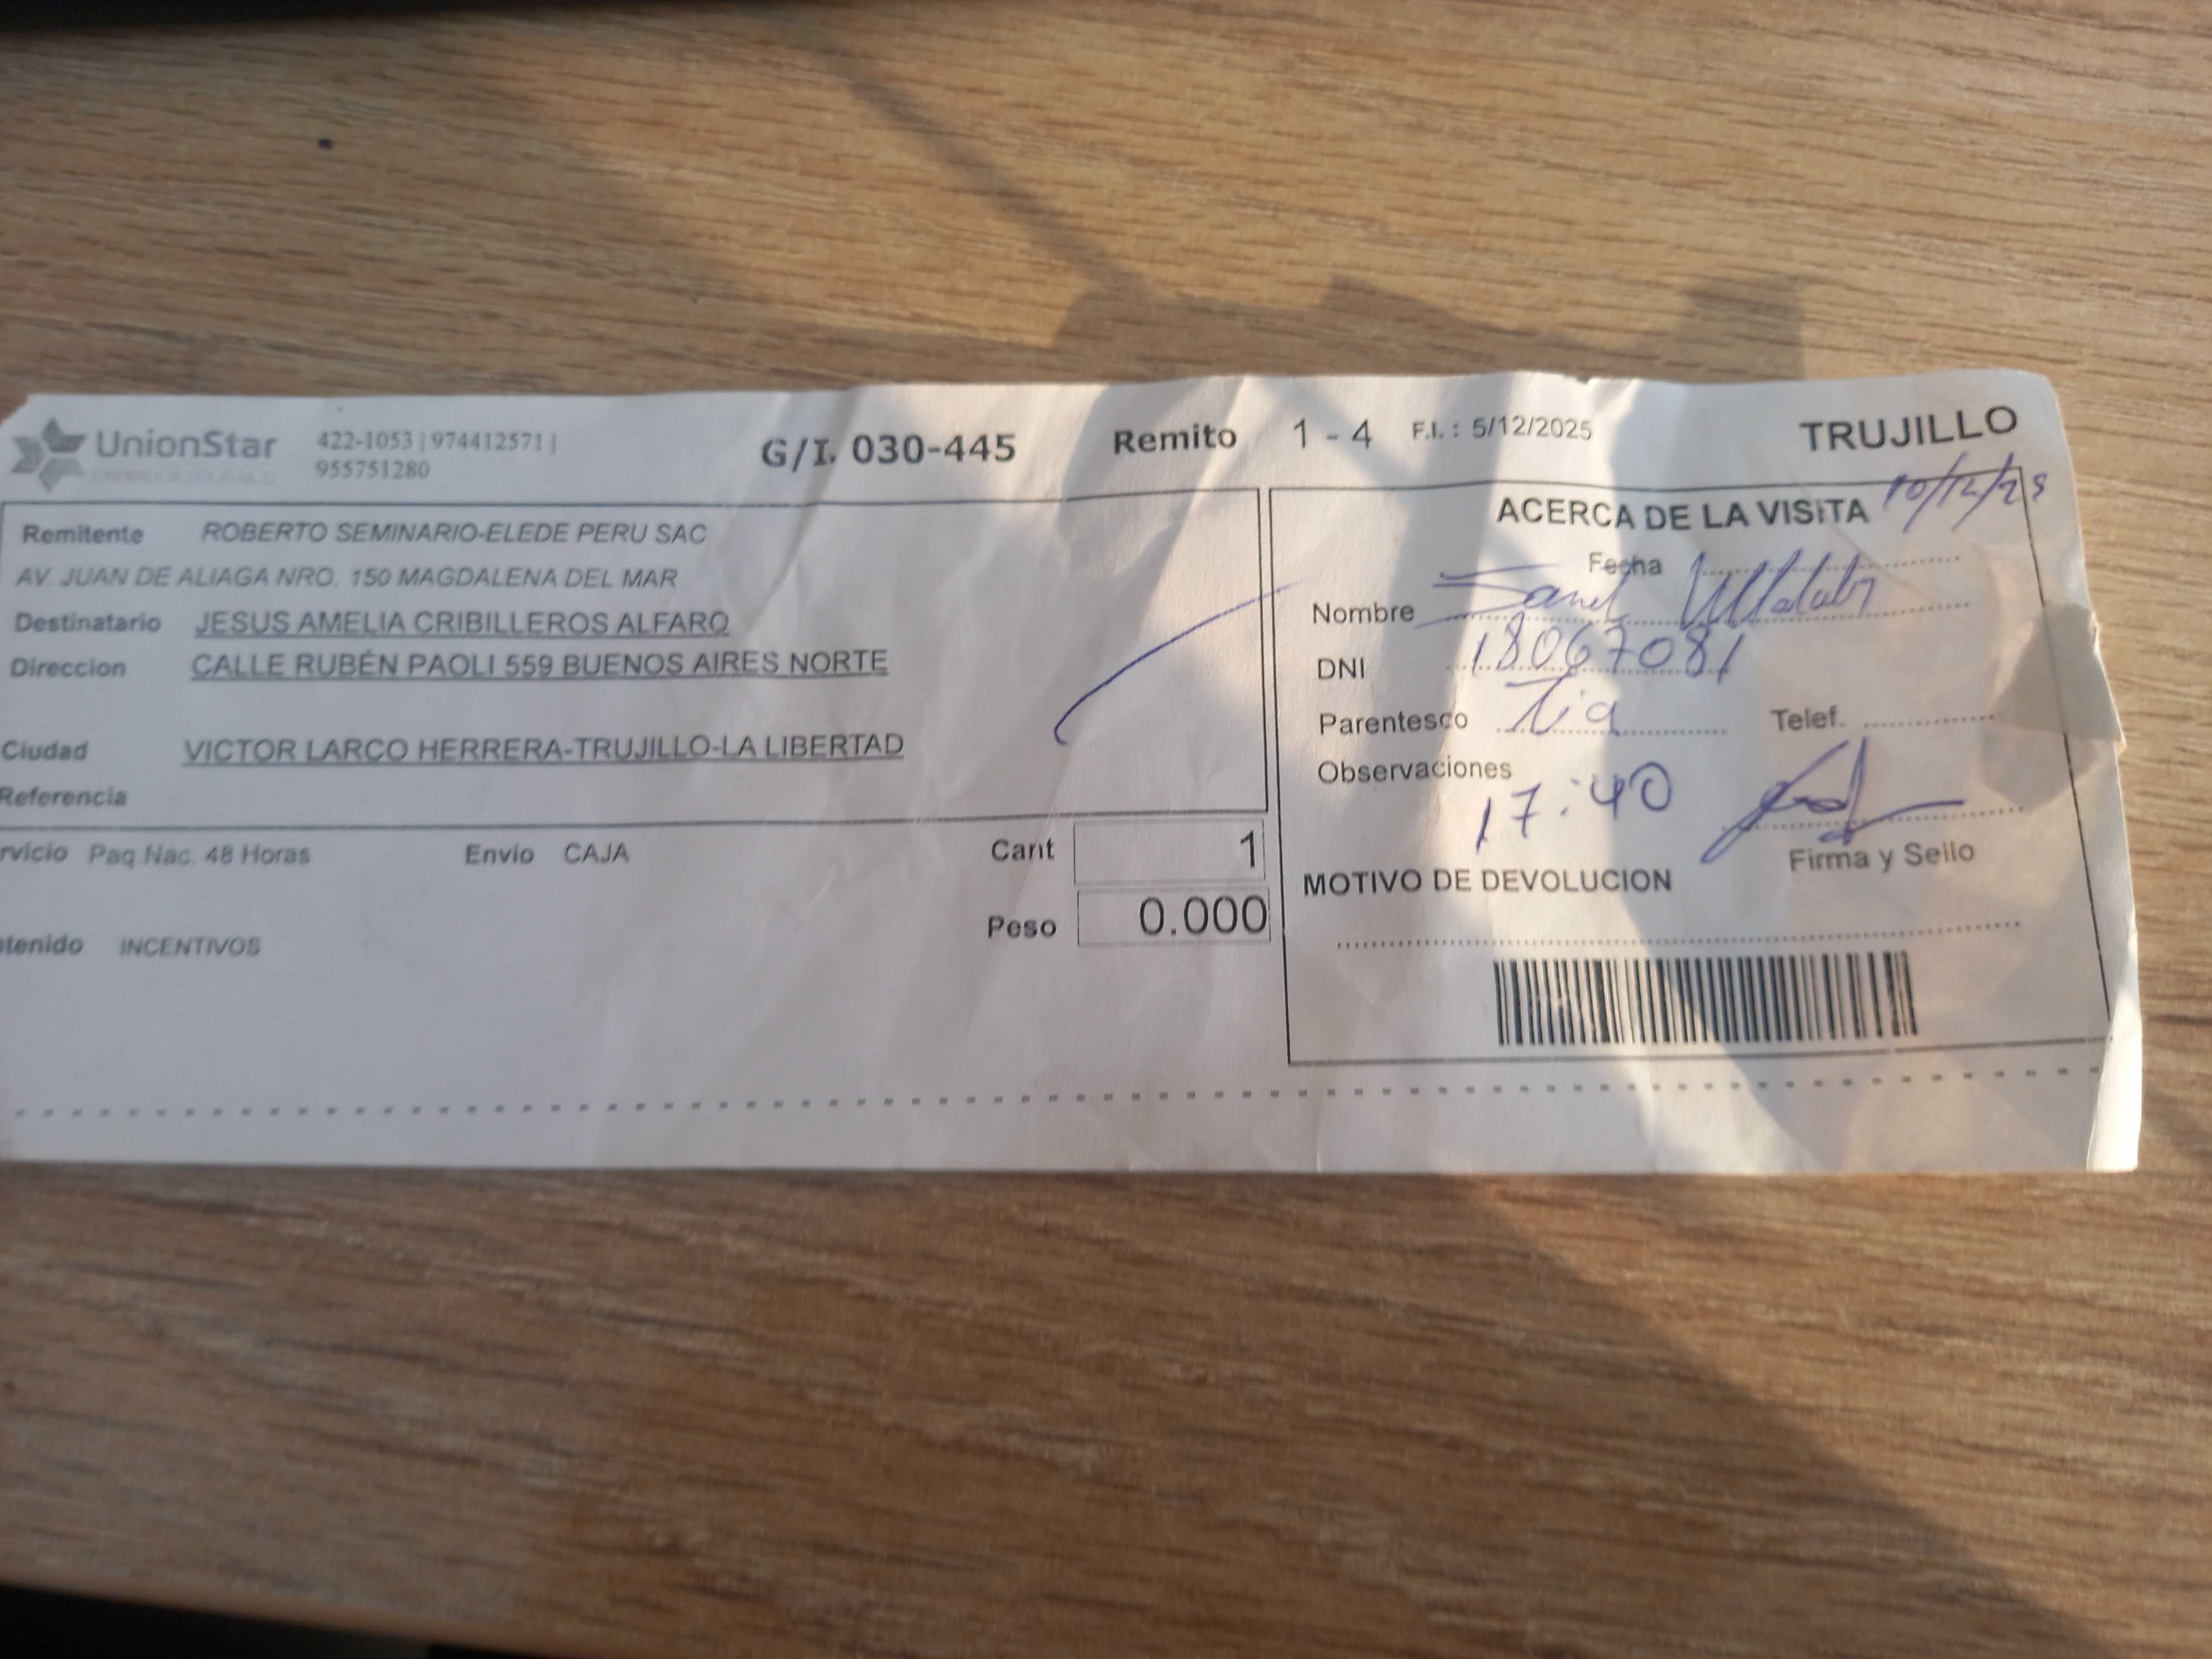 UnionStar
422-1053 | 974412571 |
955751280
G/I. 030-445
Remito 1 - 4 F.I. : 5/12/2025
TRUJILLO
Remitente ROBERTO SEMINARIO-ELEDE PERU SAC
AV. JUAN DE ALIAGA NRO. 150 MAGDALENA DEL MAR
Destinatario JESUS AMELIA CRIBILLEROS ALFARO
Direccion CALLE RUBÉN PAOLI 559 BUENOS AIRES NORTE
Ciudad VICTOR LARCO HERRERA-TRUJILLO-LA LIBERTAD
Referencia
rvicio Paq.Nac. 48 Horas Envio CAJA Cant 1
Peso 0.000
tenido INCENTIVOS
ACERCA DE LA VISITA 10/12/25
Fecha
Nombre
DNI 18067081
Parentesco Tia Telef.
Observaciones
17:40
Firma y Sello
MOTIVO DE DEVOLUCION